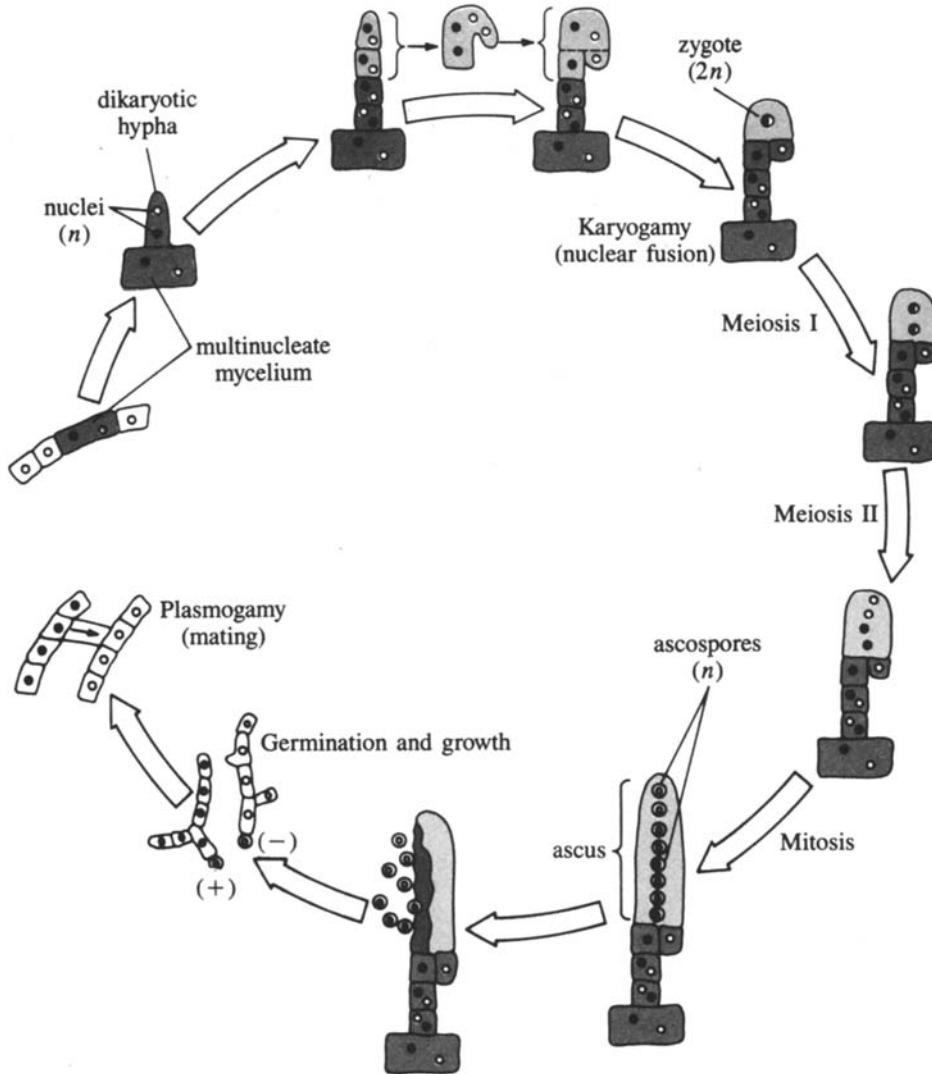 zygote
(2n)
dikaryotic
hypha
nuclei
(n)
Karyogamy
(nuclear fusion)
Meiosis I
multinucleate
mycelium
Meiosis II
Plasmogamy
(mating)
ascospores
(n)
Germination and growth
ascus
Mitosis
(−)
(+)